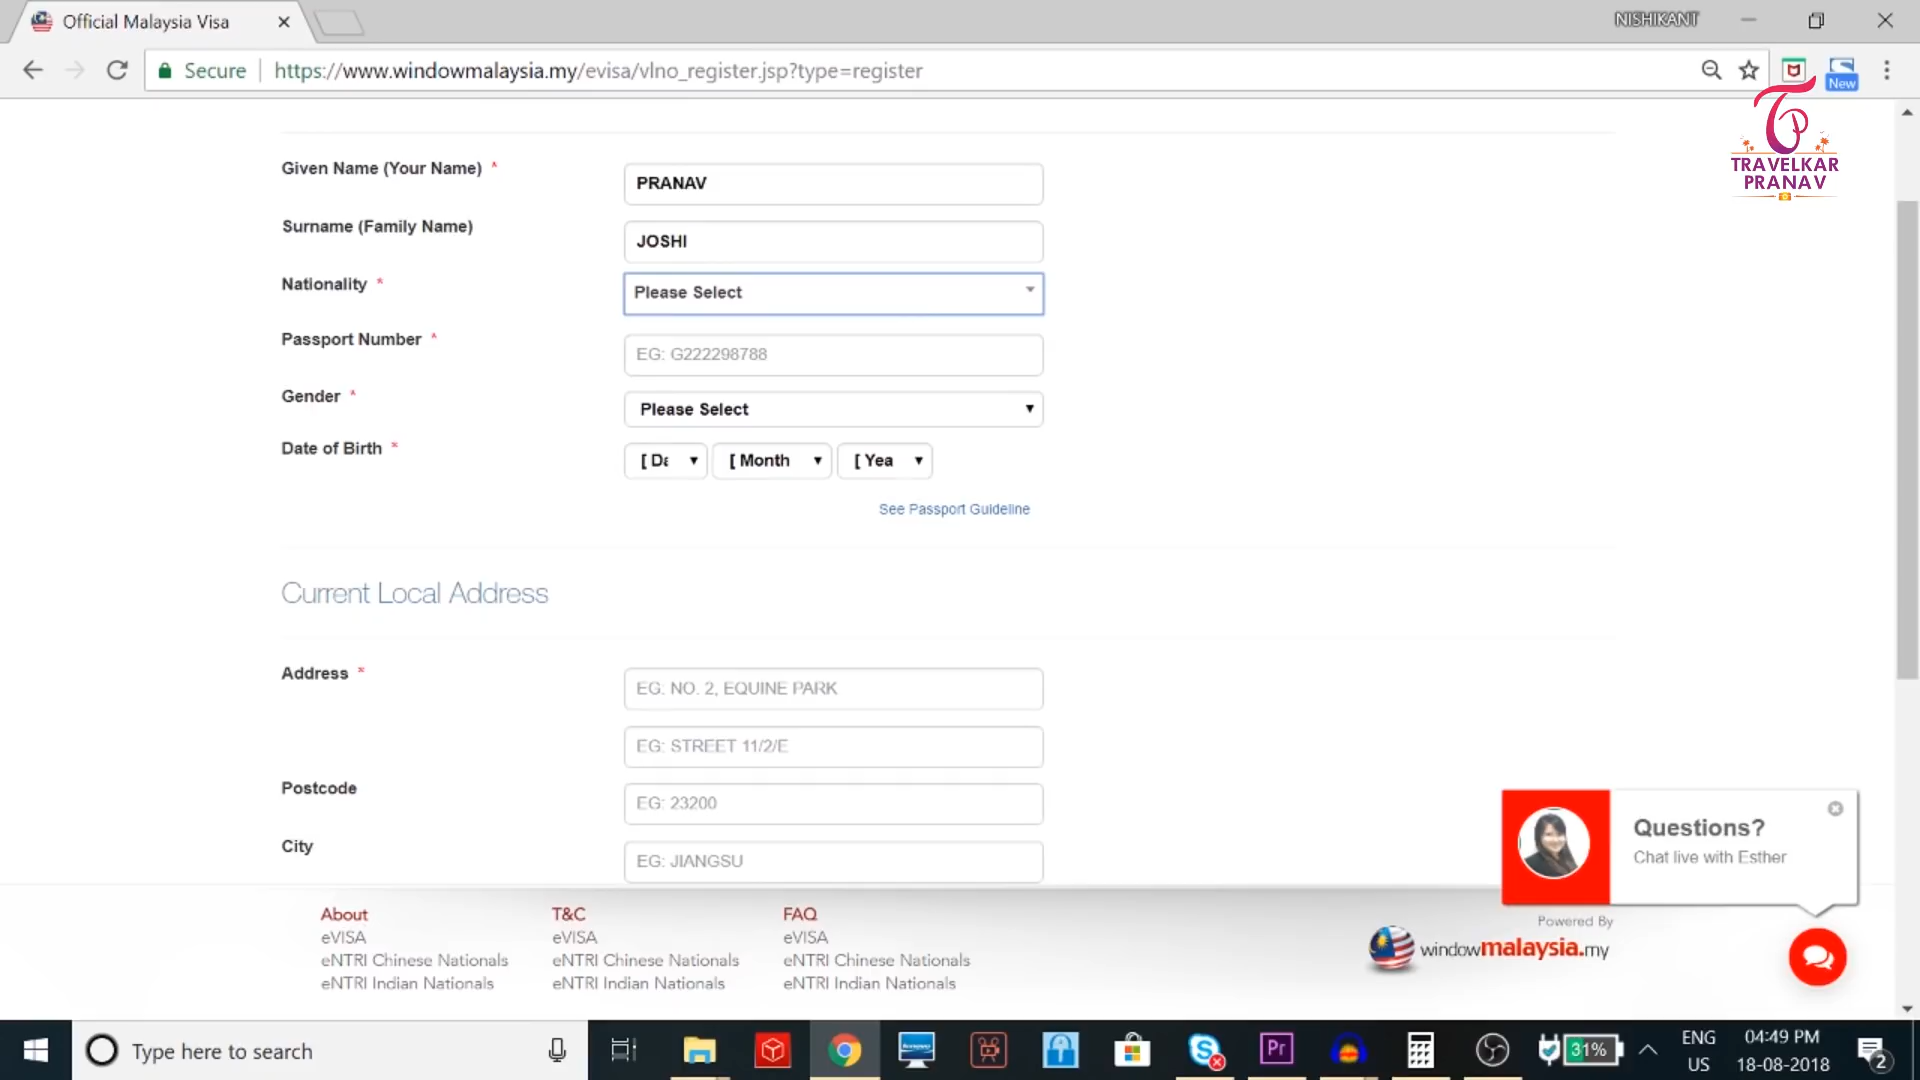 Official Malaysia Visa
NISHIKANT
Secure
https://www.windowmalaysia.my/evisa/vlno_register.jsp?type=register
New
TRAVELKAR
PRANAV
Given Name (Your Name) *
PRANAV
Surname (Family Name)
JOSHI
Nationality *
Please Select
Passport Number *
EG: G222298788
Gender *
Please Select
Date of Birth *
[ Da
[ Month
[ Yea
See Passport Guideline
Current Local Address
Address *
EG: NO. 2, EQUINE PARK
EG: STREET 11/2/E
Postcode
EG: 23200
City
EG: JIANGSU
Questions?
Chat live with Esther
About
eVISA
eNTRI Chinese Nationals
eNTRI Indian Nationals
T&C
eVISA
eNTRI Chinese Nationals
eNTRI Indian Nationals
FAQ
eVISA
eNTRI Chinese Nationals
eNTRI Indian Nationals
Powered By
windowmalaysia.my
Type here to search
Pr
31%
ENG
US
04:49 PM
18-08-2018
2